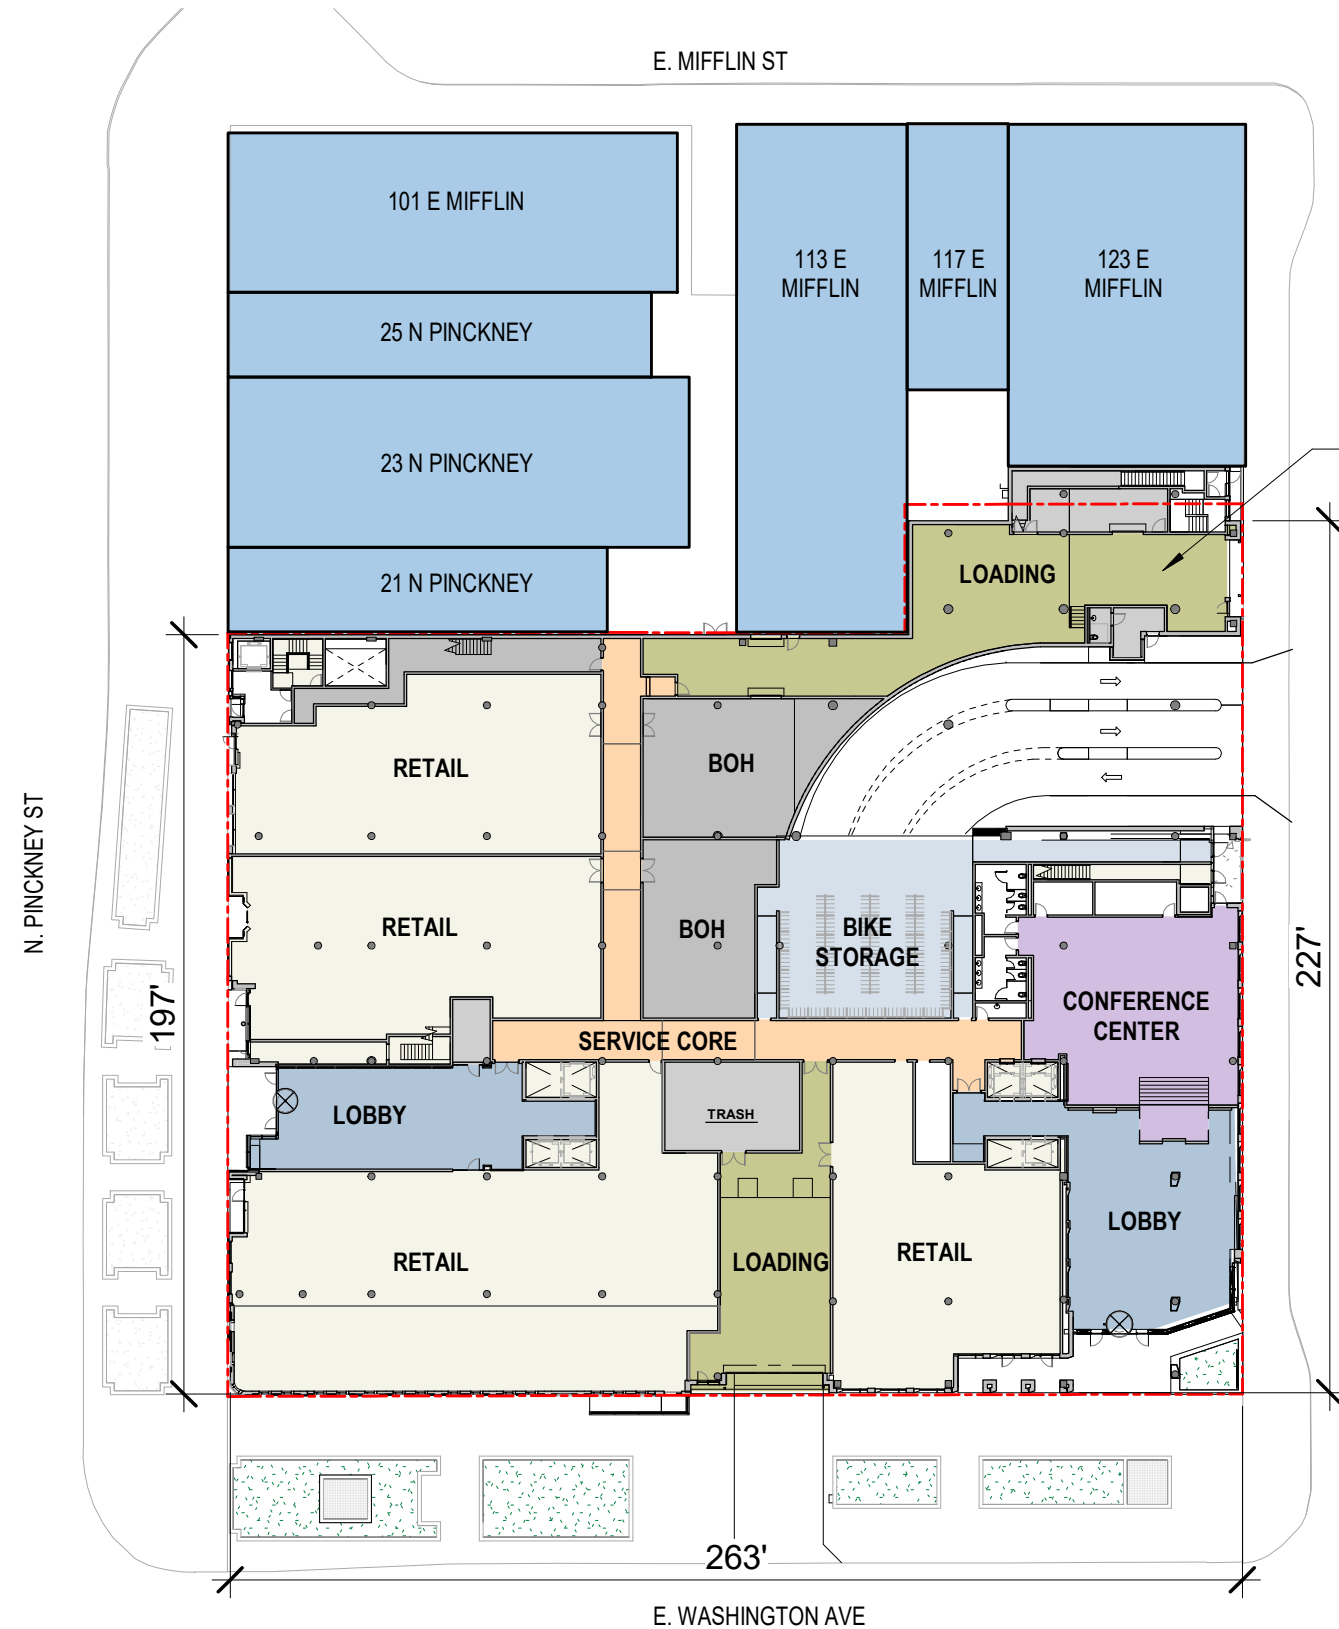 E. MIFFLIN ST
101 E MIFFLIN
25 N PINCKNEY
23 N PINCKNEY
21 N PINCKNEY
113 E
MIFFLIN
117 E
MIFFLIN
123 E
MIFFLIN
LOADING
RETAIL
BOH
RETAIL
BOH
BIKE
STORAGE
CONFERENCE
CENTER
SERVICE CORE
LOBBY
TRASH
RETAIL
LOADING
RETAIL
LOBBY
N. PINCKNEY ST
197'
227'
263'
E. WASHINGTON AVE